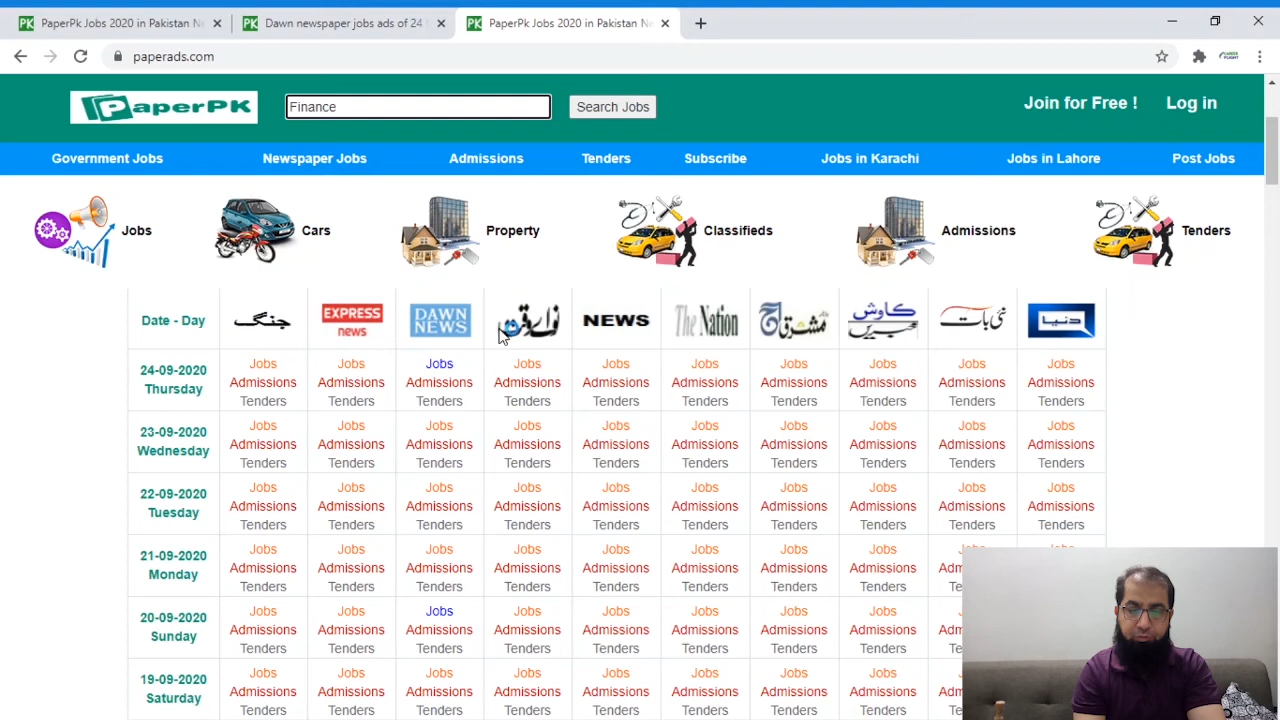 PaperPk Jobs 2020 in Pakistan Ne
Dawn newspaper jobs ads of 24
PaperPk Jobs 2020 in Pakistan Ne
paperads.com
PaperPK
Finance
Search Jobs
Join for Free !
Log in
Government Jobs
Newspaper Jobs
Admissions
Tenders
Subscribe
Jobs in Karachi
Jobs in Lahore
Post Jobs
Jobs
Cars
Property
Classifieds
Admissions
Tenders
Date - Day
جنگ
EXPRESS
news
DAWN
NEWS
نوائے وقت
NEWS
The Nation
مشرق
کاوش
نئی بات
دنیا
24-09-2020
Thursday
Jobs Jobs Jobs Jobs Jobs Jobs Jobs Jobs Jobs Jobs
Admissions Admissions Admissions Admissions Admissions Admissions Admissions Admissions Admissions Admissions
Tenders Tenders Tenders Tenders Tenders Tenders Tenders Tenders Tenders Tenders
23-09-2020
Wednesday
Jobs Jobs Jobs Jobs Jobs Jobs Jobs Jobs Jobs Jobs
Admissions Admissions Admissions Admissions Admissions Admissions Admissions Admissions Admissions Admissions
Tenders Tenders Tenders Tenders Tenders Tenders Tenders Tenders Tenders Tenders
22-09-2020
Tuesday
Jobs Jobs Jobs Jobs Jobs Jobs Jobs Jobs Jobs Jobs
Admissions Admissions Admissions Admissions Admissions Admissions Admissions Admissions Admissions Admissions
Tenders Tenders Tenders Tenders Tenders Tenders Tenders Tenders Tenders Tenders
21-09-2020
Monday
Jobs Jobs Jobs Jobs Jobs Jobs Jobs Jobs Jobs Jobs
Admissions Admissions Admissions Admissions Admissions Admissions Admissions Admissions Adm
Tenders Tenders Tenders Tenders Tenders Tenders Tenders Tenders Te
20-09-2020
Sunday
Jobs Jobs Jobs Jobs Jobs Jobs Jobs Jobs
Admissions Admissions Admissions Admissions Admissions Admissions Admissions Admissions Adm
Tenders Tenders Tenders Tenders Tenders Tenders Tenders Tenders Te
19-09-2020
Saturday
Jobs Jobs Jobs Jobs Jobs Jobs Jobs Jobs
Admissions Admissions Admissions Admissions Admissions Admissions Admissions Admissions Adm
Tenders Tenders Tenders Tenders Tenders Tenders Tenders Tenders Te